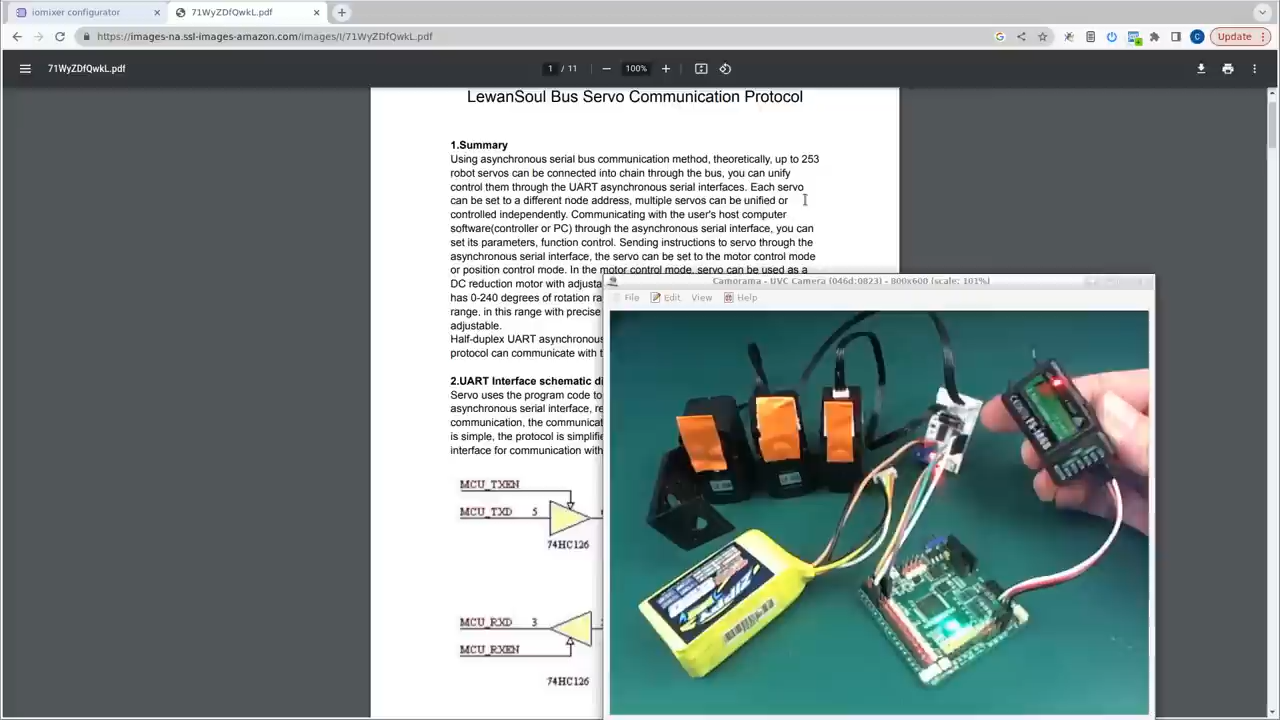 iomixer configurator
71WyZDfQwkL.pdf
https://images-na.ssl-images-amazon.com/images/I/71WyZDfQwkL.pdf
Update
71WyZDfQwkL.pdf
1 / 11
100%
LewanSoul Bus Servo Communication Protocol
1.Summary
Using asynchronous serial bus communication method, theoretically, up to 253
robot servos can be connected into chain through the bus, you can unify
control them through the UART asynchronous serial interfaces. Each servo
can be set to a different node address, multiple servos can be unified or
controlled independently. Communicating with the user's host computer
software(controller or PC) through the asynchronous serial interface, you can
set its parameters, function control. Sending instructions to servo through the
asynchronous serial interface, the servo can be set to the motor control mode
or position control mode. In the motor control mode, servo can be used as a
DC reduction motor with adjusta
has 0-240 degrees of rotation ra
range, in this range with precise
adjustable.
Half-duplex UART asynchronous
protocol can communicate with t
2.UART Interface schematic di
Servo uses the program code to
asynchronous serial interface, re
communication, the communicat
is simple, the protocol is simplifie
interface for communication with
MCU_TXEN
MCU_TXD 5
74HC126
MCU_RXD 3
MCU_RXEN
74HC126
Camorama - UVC Camera (046d:0823) - 800x600 (scale: 101%)
File Edit View Help
ZIPPY